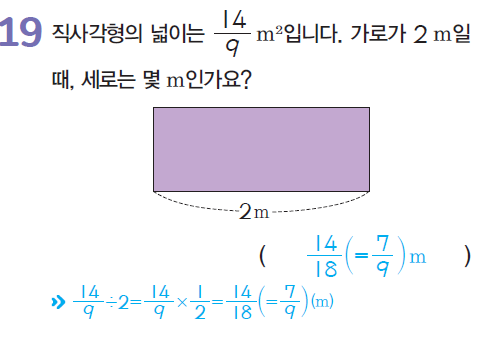 19 직사각형의 넓이는 14/9 m²입니다. 가로가 2 m일
때, 세로는 몇 m인가요?
2 m
( 14/18(=7/9) m )
» 14/9÷2=14/9×1/2=14/18(=7/9)(m)